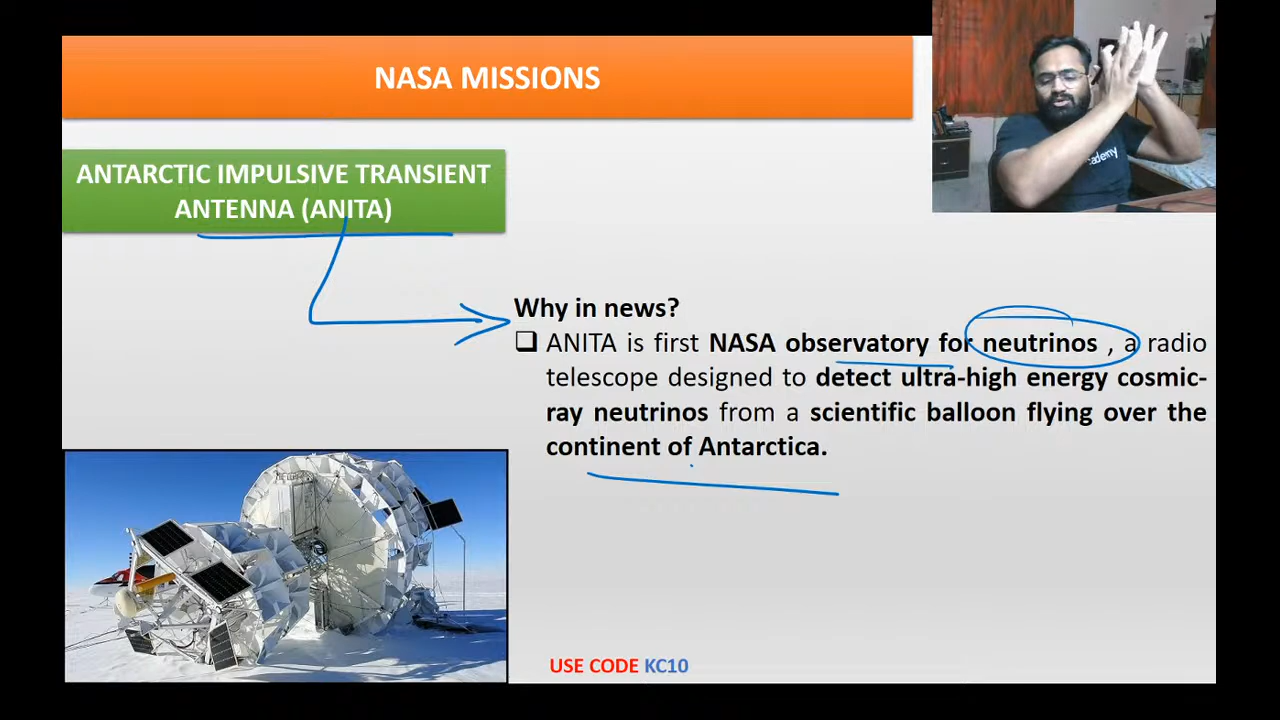 NASA MISSIONS
ANTARCTIC IMPULSIVE TRANSIENT
ANTENNA (ANITA)
cademy
Why in news?
❑ ANITA is first NASA observatory for neutrinos , a radio
telescope designed to detect ultra-high energy cosmic-
ray neutrinos from a scientific balloon flying over the
continent of Antarctica.
USE CODE KC10